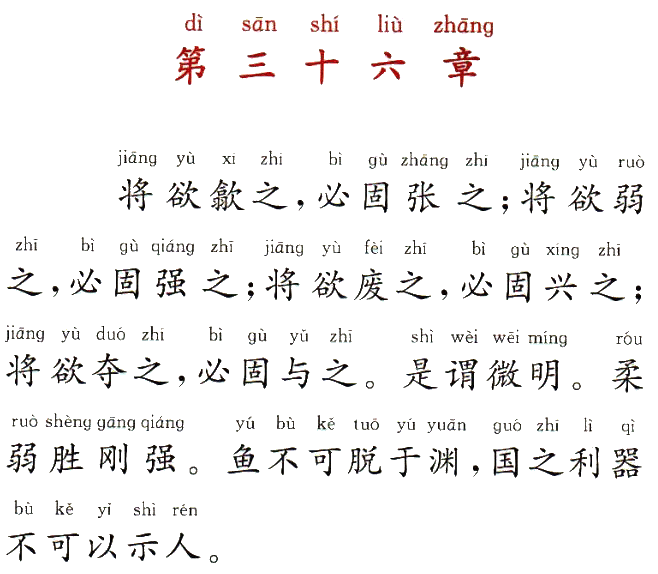 dì sān shí liù zhāng
第三十六章
jiāng yù xī zhī bì gù zhāng zhī jiāng yù ruò
将欲歙之，必固张之；将欲弱
zhī bì gù qiáng zhī jiāng yù fèi zhī bì gù xīng zhī
之，必固强之；将欲废之，必固兴之；
jiāng yù duó zhī bì gù yǔ zhī shì wèi wēi míng róu
将欲夺之，必固与之。是谓微明。柔
ruò shèng gāng qiáng yú bù kě tuō yú yuān guó zhī lì qì
弱胜刚强。鱼不可脱于渊，国之利器
bù kě yǐ shì rén
不可以示人。